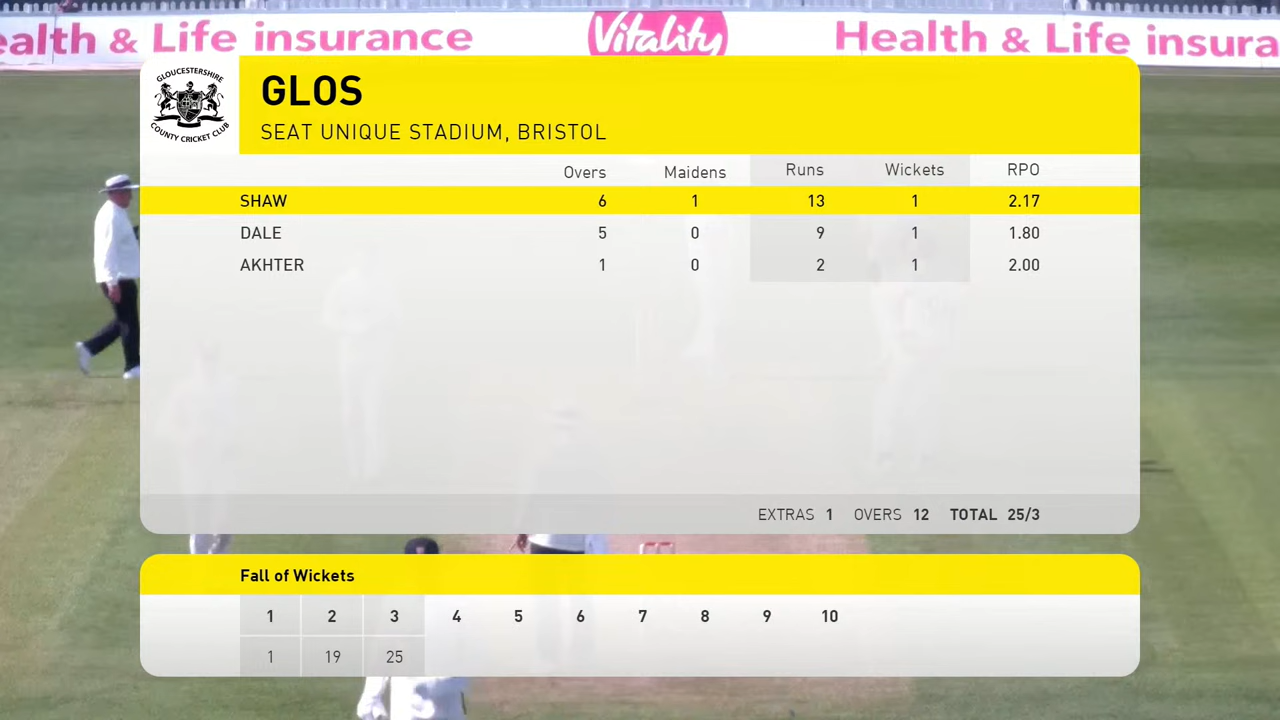 ealth & Life insurance Vitality Health & Life insura
GLOUCESTERSHIRE
COUNTY CRICKET CLUB
GLOS
SEAT UNIQUE STADIUM, BRISTOL
Overs Maidens Runs Wickets RPO
SHAW 6 1 13 1 2.17
DALE 5 0 9 1 1.80
AKHTER 1 0 2 1 2.00
EXTRAS 1 OVERS 12 TOTAL 25/3
Fall of Wickets
1 2 3 4 5 6 7 8 9 10
1 19 25